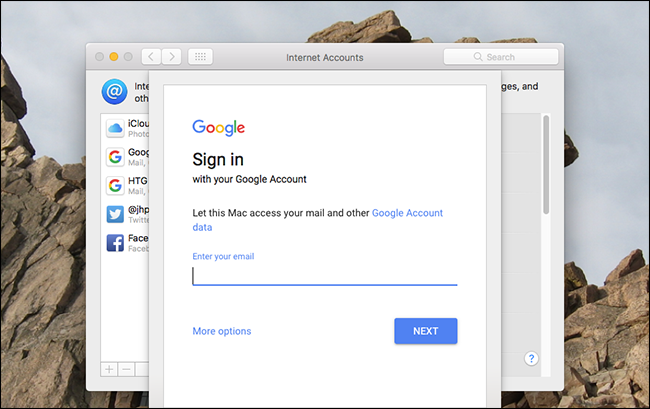 Internet Accounts
Search
@
ges, and
iClou
Photo
Goog
Mail,
HTG
Mail,
@jhp
Twitte
Face
Faceb
Google
Sign in
with your Google Account
Let this Mac access your mail and other Google Account
data
Enter your email
More options
NEXT
?